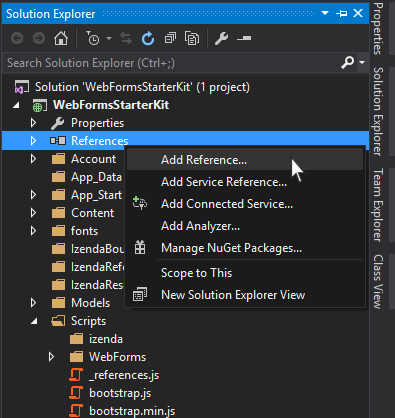 Solution Explorer
Search Solution Explorer (Ctrl+;)
Solution 'WebFormsStarterKit' (1 project)
WebFormsStarterKit
Properties
References
Account
App_Data
App_Start
Content
fonts
IzendaBou
IzendaRefe
IzendaRes
Models
Scripts
izenda
WebForms
_references.js
bootstrap.js
bootstrap.min.js
Add Reference...
Add Service Reference...
Add Connected Service...
Add Analyzer...
Manage NuGet Packages...
Scope to This
New Solution Explorer View
Properties
Solution Explorer
Team Explorer
Class View